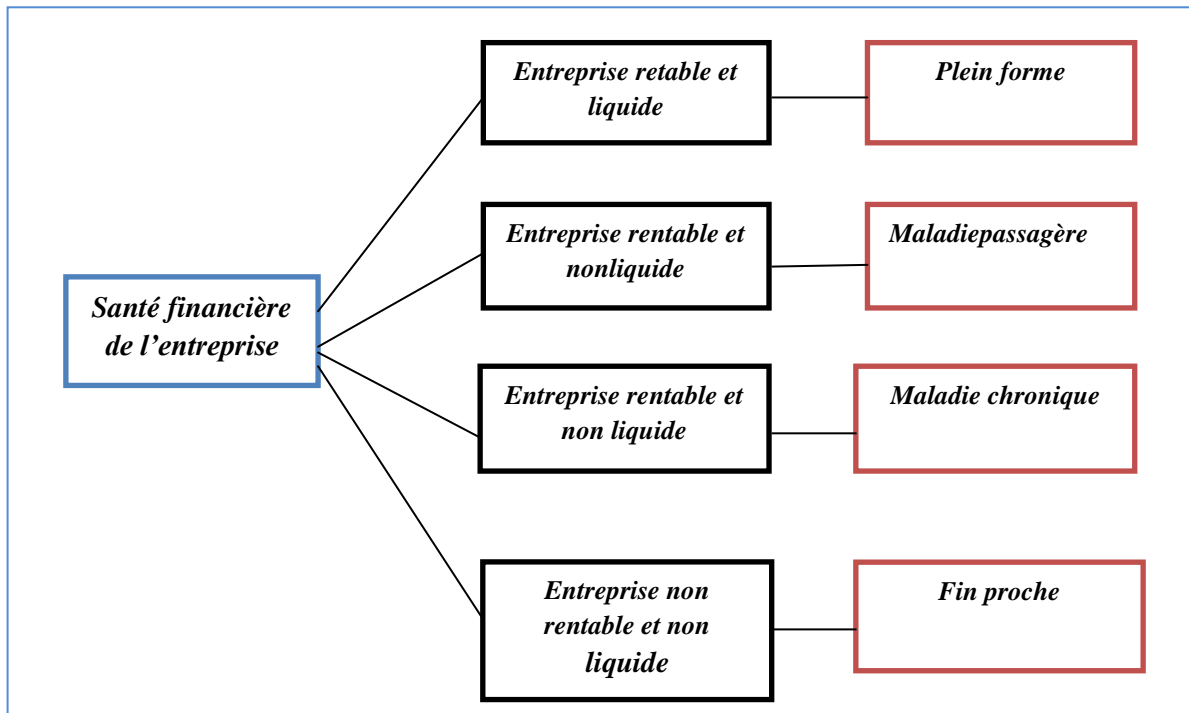 Entreprise retable et
liquide
Plein forme
Entreprise rentable et
nonliquide
Maladiepassagère
Santé financière
de l'entreprise
Entreprise rentable et
non liquide
Maladie chronique
Entreprise non
rentable et non
liquide
Fin proche